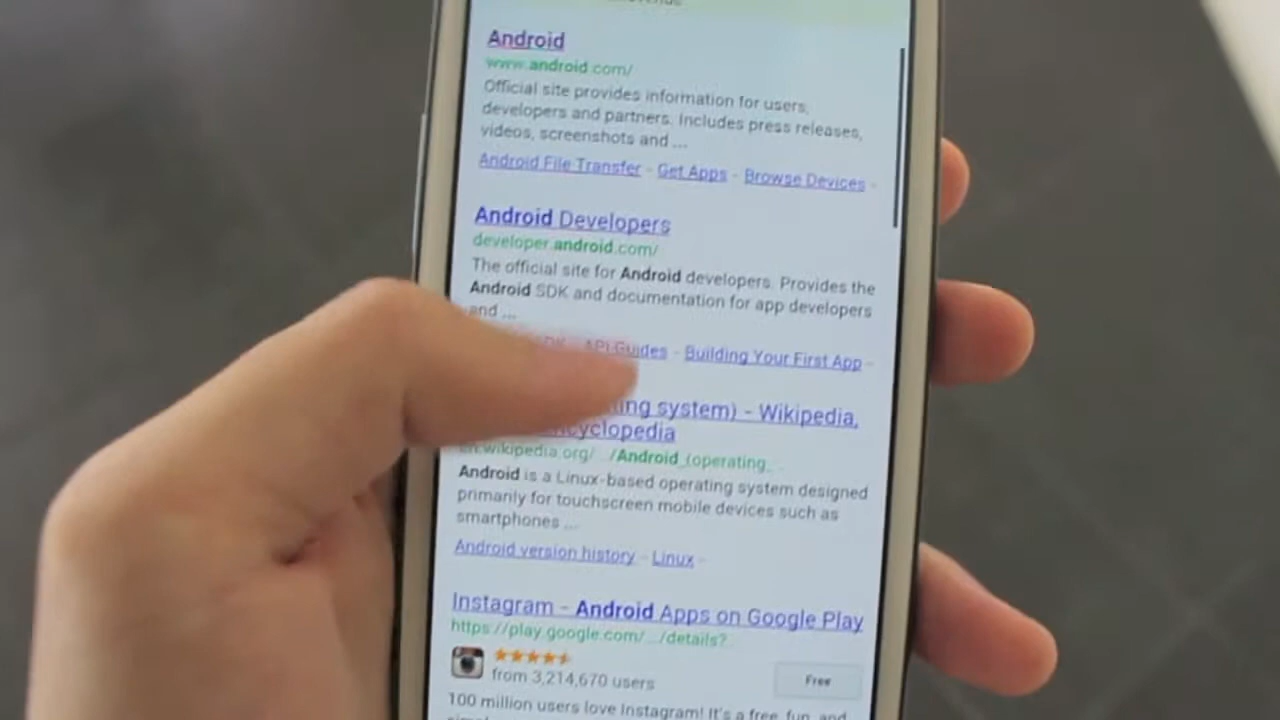 Android
www.android.com/
Official site provides information for users,
developers and partners. Includes press releases,
videos, screenshots and ...
Android File Transfer - Get Apps - Browse Devices -
Android Developers
developer.android.com/
The official site for Android developers. Provides the
Android SDK and documentation for app developers
and ...
API Guides - Building Your First App -
system) - Wikipedia,
/Android_(operating_
Android is a Linux-based operating system designed
primarily for touchscreen mobile devices such as
smartphones ...
Android version history - Linux -
Instagram - Android Apps on Google Play
https://play.google.com/.../details?
from 3,214,670 users
Free
100 million users love Instagram! It's a free, fun, and